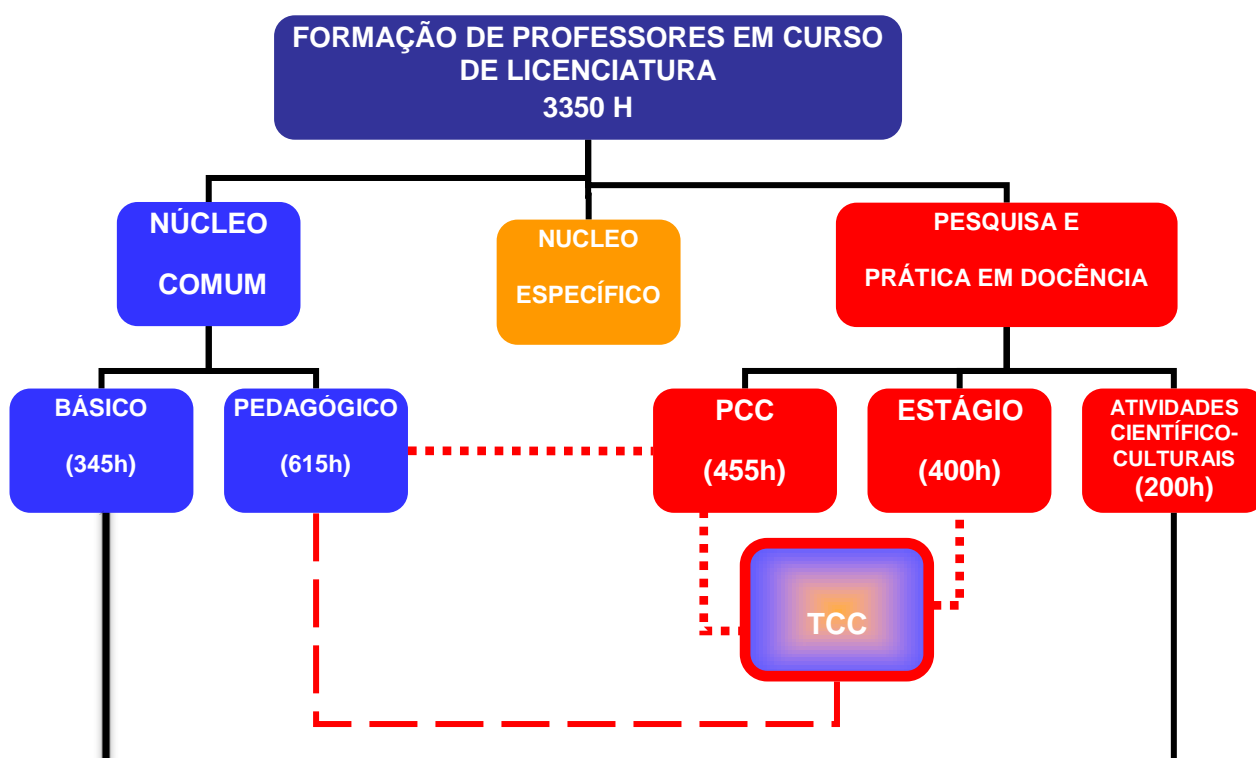 FORMAÇÃO DE PROFESSORES EM CURSO
DE LICENCIATURA
3350 H
NÚCLEO
COMUM
NUCLEO
ESPECÍFICO
PESQUISA E
PRÁTICA EM DOCÊNCIA
BÁSICO
(345h)
PEDAGÓGICO
(615h)
PCC
(455h)
ESTÁGIO
(400h)
ATIVIDADES
CIENTÍFICO-
CULTURAIS
(200h)
TCC